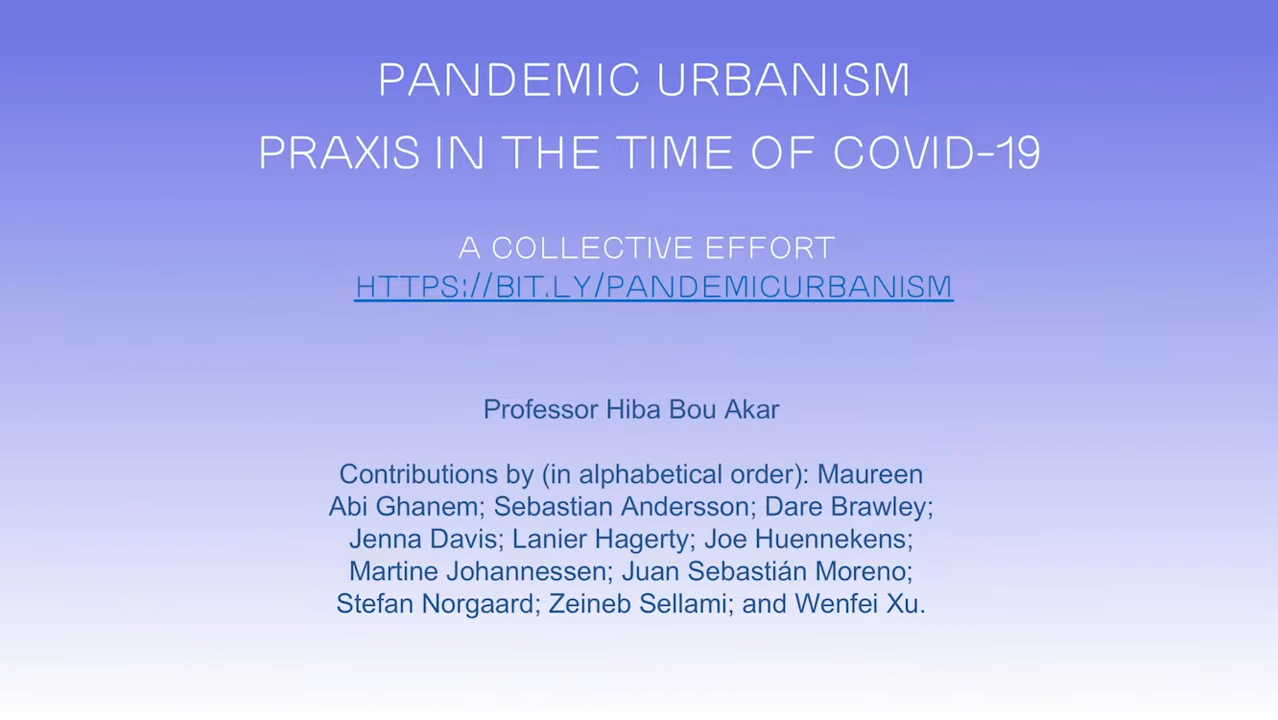 PANDEMIC URBANISM
PRAXIS IN THE TIME OF COVID-19
A COLLECTIVE EFFORT
HTTPS://BIT.LY/PANDEMICURBANISM
Professor Hiba Bou Akar
Contributions by (in alphabetical order): Maureen
Abi Ghanem; Sebastian Andersson; Dare Brawley;
Jenna Davis; Lanier Hagerty; Joe Huennekens;
Martine Johannessen; Juan Sebastián Moreno;
Stefan Norgaard; Zeineb Sellami; and Wenfei Xu.